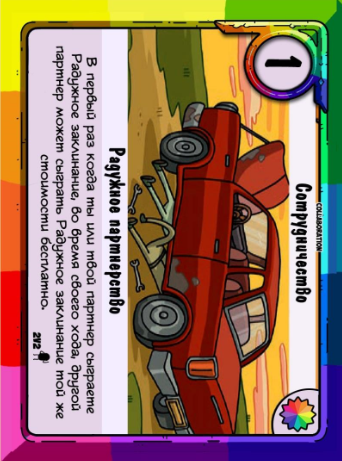 1
COLLABORATION
Сотрудничество
Радужное партнерство
В первый раз когда ты или твой партнер сыграете
Радужное заклинание, во время своего хода, другой
партнер может сыграть Радужное заклинание той же
стоимости бесплатно.
242